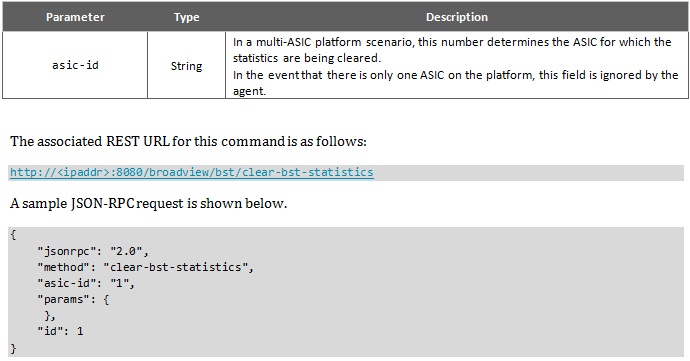 Parameter Type Description
asic-id String In a multi-ASIC platform scenario, this number determines the ASIC for which the
statistics are being cleared.
In the event that there is only one ASIC on the platform, this field is ignored by the
agent.
The associated REST URL for this command is as follows:
http://<ipaddr>:8080/broadview/bst/clear-bst-statistics
A sample JSON-RPC request is shown below.
{
"jsonrpc": "2.0",
"method": "clear-bst-statistics",
"asic-id": "1",
"params": {
},
"id": 1
}